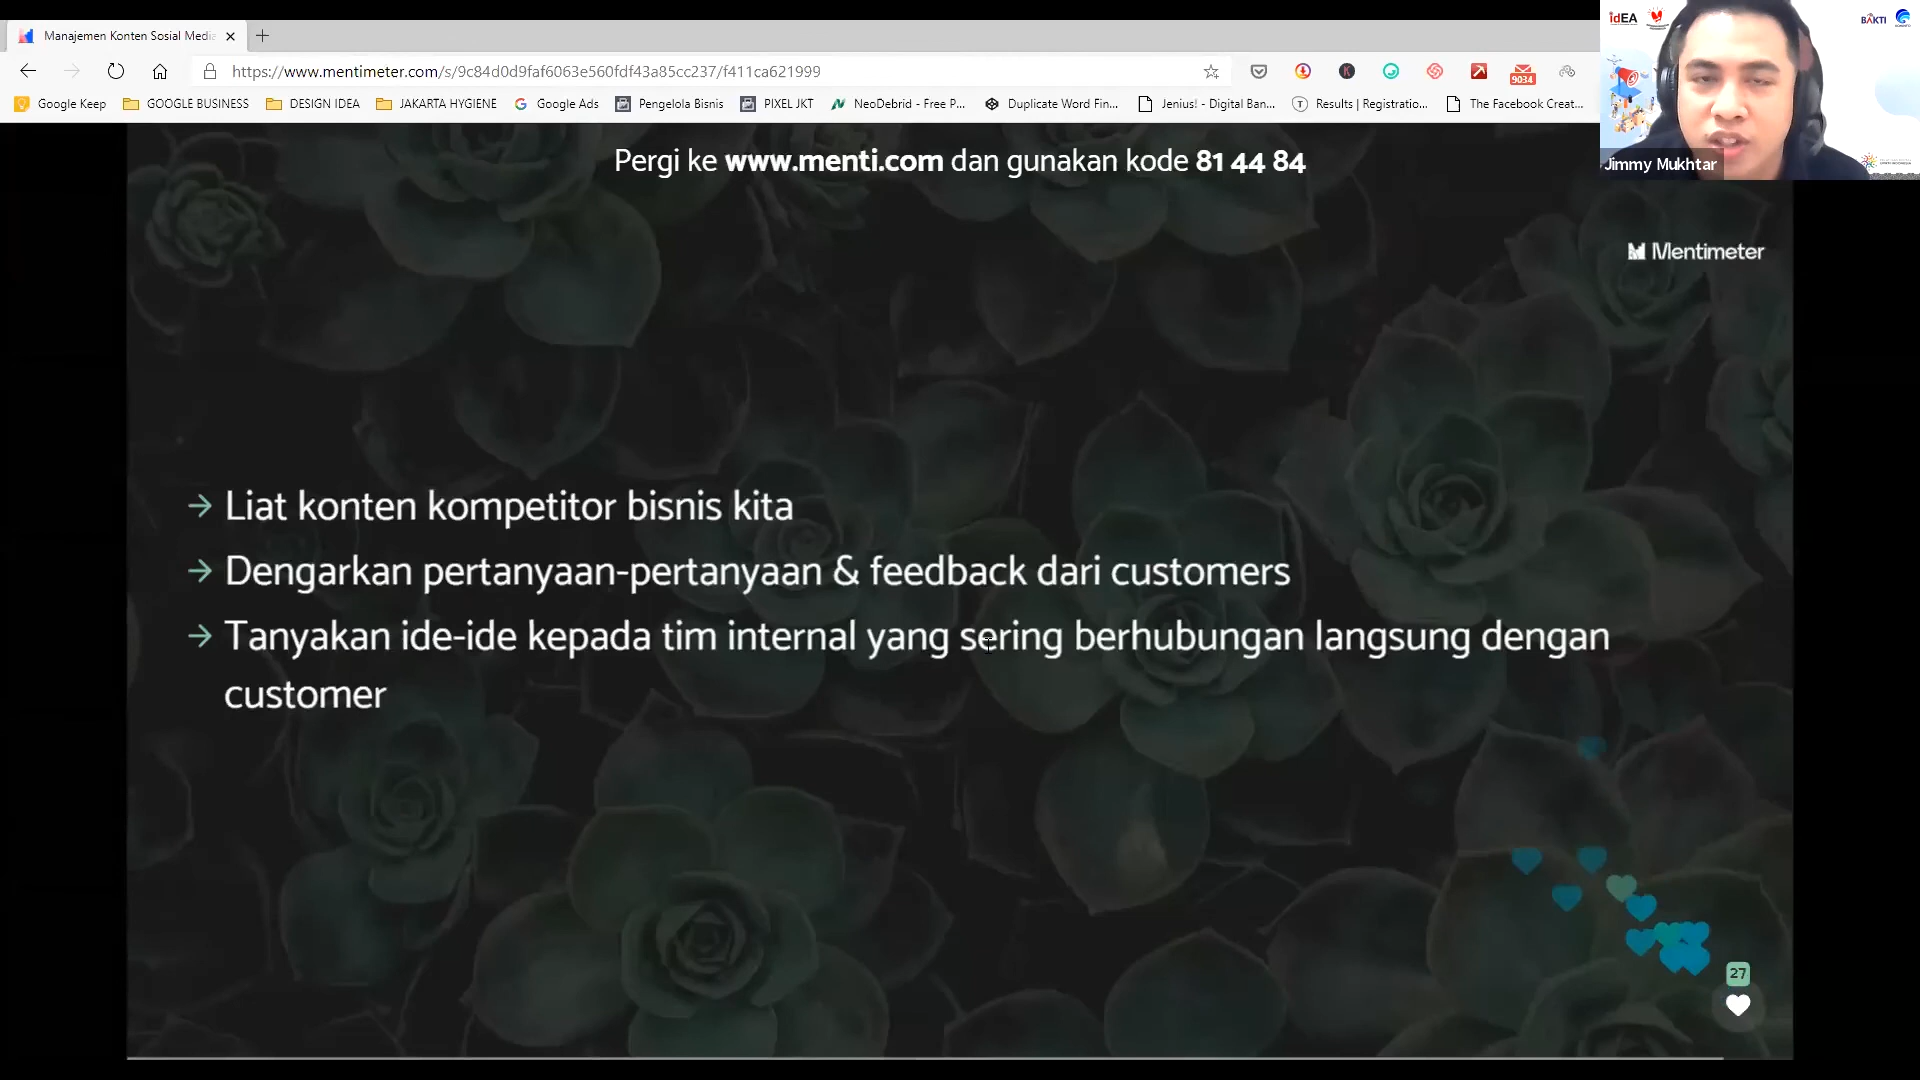 Manajemen Konten Sosial Media
https://www.mentimeter.com/s/9c84d0d9faf6063e560fdf43a85cc237/f411ca621999
9034
Google Keep GOOGLE BUSINESS DESIGN IDEA JAKARTA HYGIENE Google Ads Pengelola Bisnis PIXEL JKT NeoDebrid - Free P... Duplicate Word Fin... Jenius! - Digital Ban... Results | Registratio... The Facebook Creat...
idEA
BAKTI
Jimmy Mukhtar
Pergi ke www.menti.com dan gunakan kode 81 44 84
Mentimeter
→ Liat konten kompetitor bisnis kita
→ Dengarkan pertanyaan-pertanyaan & feedback dari customers
→ Tanyakan ide-ide kepada tim internal yang sering berhubungan langsung dengan
customer
27